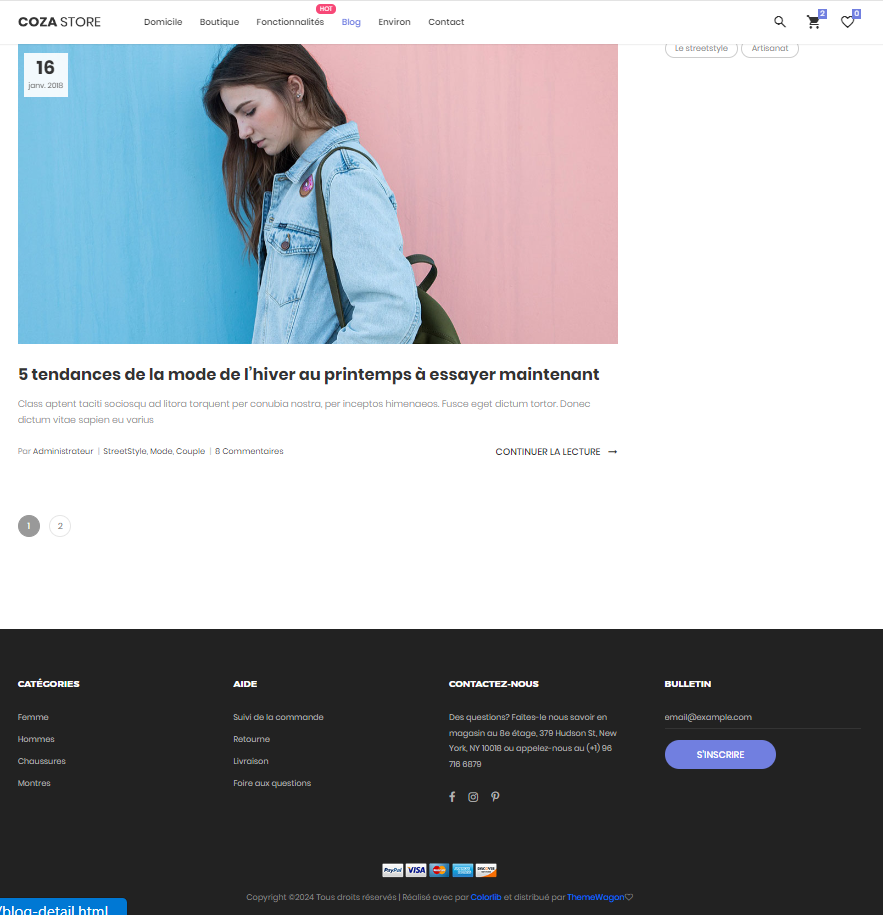 COZA STORE Domicile Boutique Fonctionnalités HOT Blog Environ Contact 2 0
Le streetstyle Artisanat
16
janv. 2018
5 tendances de la mode de l'hiver au printemps à essayer maintenant
Class aptent taciti sociosqu ad litora torquent per conubia nostra, per inceptos himenaeos. Fusce eget dictum tortor. Donec
dictum vitae sapien eu varius
Por Administrateur | StreetStyle, Mode, Couple | 8 Commentaires CONTINUER LA LECTURE →
1 2
CATÉGORIES
Femme
Hommes
Chaussures
Montres
AIDE
Suivi de la commande
Retourne
Livraison
Foire aux questions
CONTACTEZ-NOUS
Des questions? Faites-le nous savoir en
magasin au 8e étage, 379 Hudson St, New
York, NY 10018 ou appelez-nous au (+1) 96
716 6879
BULLETIN
email@example.com
S'INSCRIRE
PayPal VISA MasterCard DISCOVER
Copyright ©2024 Tous droits réservés | Réalisé avec par Colorlib et distribué par ThemeWagon
/blog-detail.html